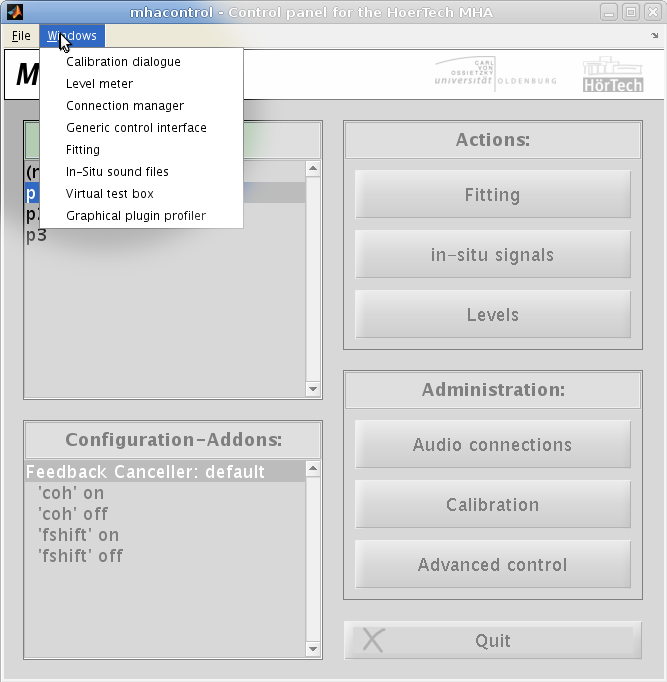 mhacontrol - Control panel for the HoerTech MHA
File Windows
Calibration dialogue
Level meter
Connection manager
Generic control interface
Fitting
In-Situ sound files
Virtual test box
Graphical plugin profiler
M
CARL
VON
OSSIETZKY
universität OLDENBURG
HörTech
(r
p
p
p3
Configuration-Addons:
Feedback Canceller: default
'coh' on
'coh' off
'fshift' on
'fshift' off
Actions:
Fitting
in-situ signals
Levels
Administration:
Audio connections
Calibration
Advanced control
Quit